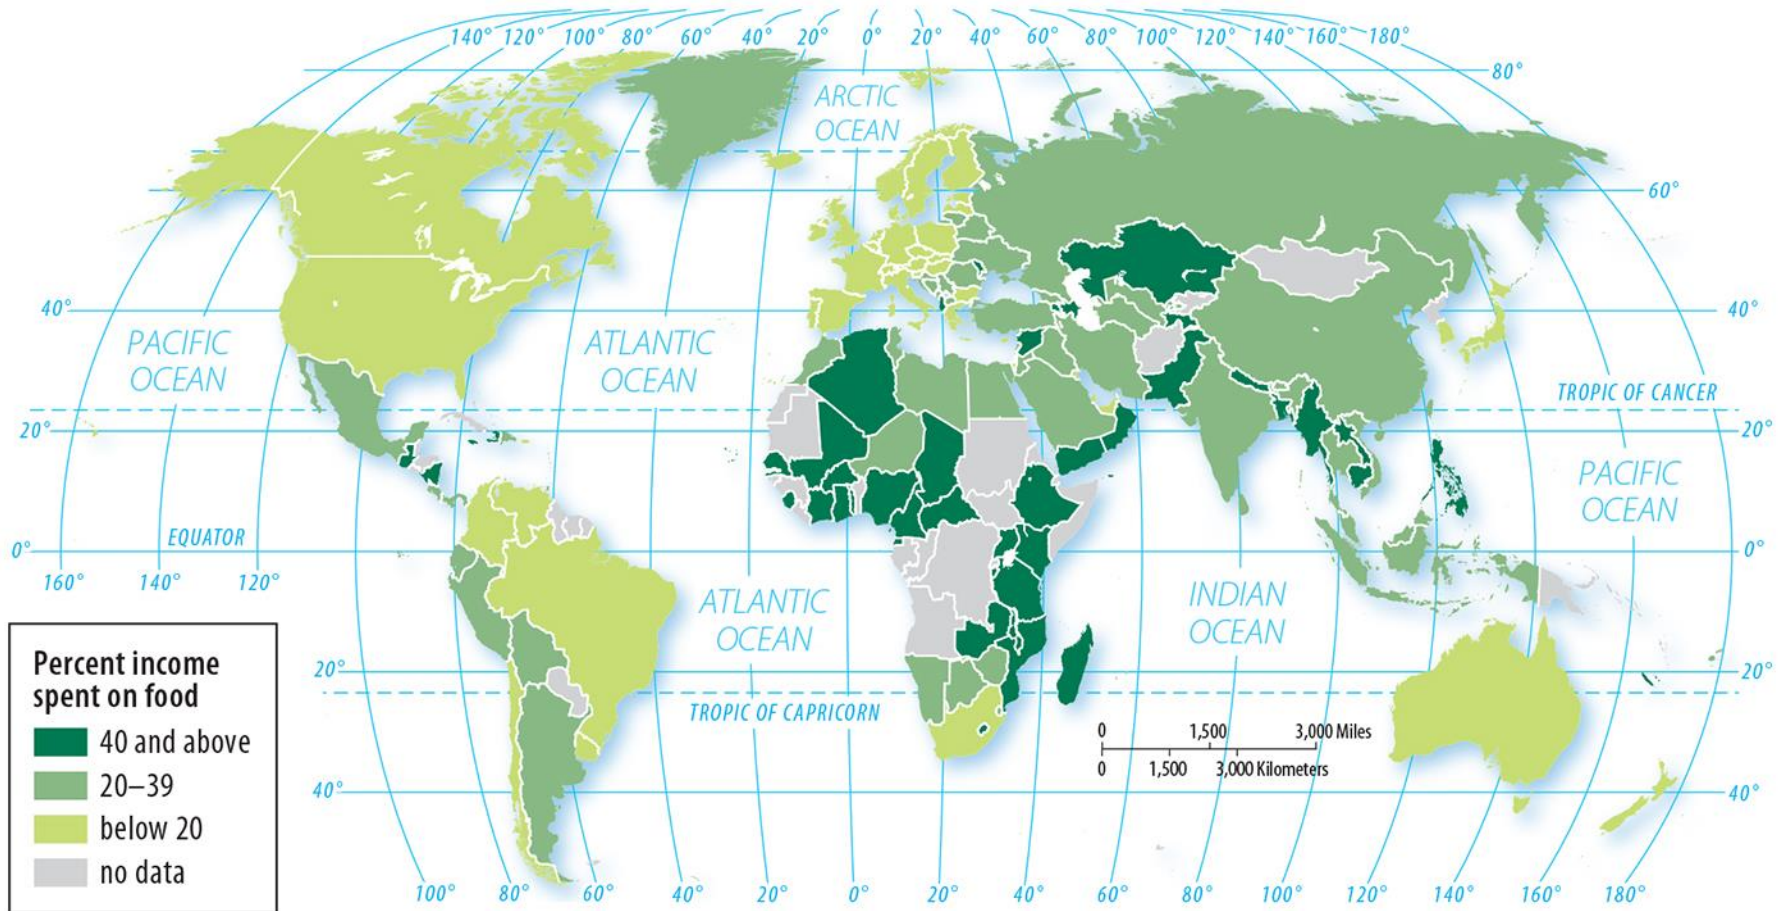 140° 120° 100° 80° 60° 40° 20° 0° 20° 40° 60° 80° 100° 120° 140° 160° 180°
80°
ARCTIC
OCEAN
60°
40°
40°
PACIFIC
OCEAN
ATLANTIC
OCEAN
TROPIC OF CANCER
20°
20°
PACIFIC
OCEAN
EQUATOR
0°
0°
160° 140° 120°
ATLANTIC
OCEAN
INDIAN
OCEAN
20°
20°
TROPIC OF CAPRICORN
0 1,500 3,000 Miles
0 1,500 3,000 Kilometers
40°
40°
Percent income
spent on food
40 and above
20–39
below 20
no data
100° 80° 60° 40° 20° 0° 20° 40° 60° 80° 100° 120° 140° 160° 180°